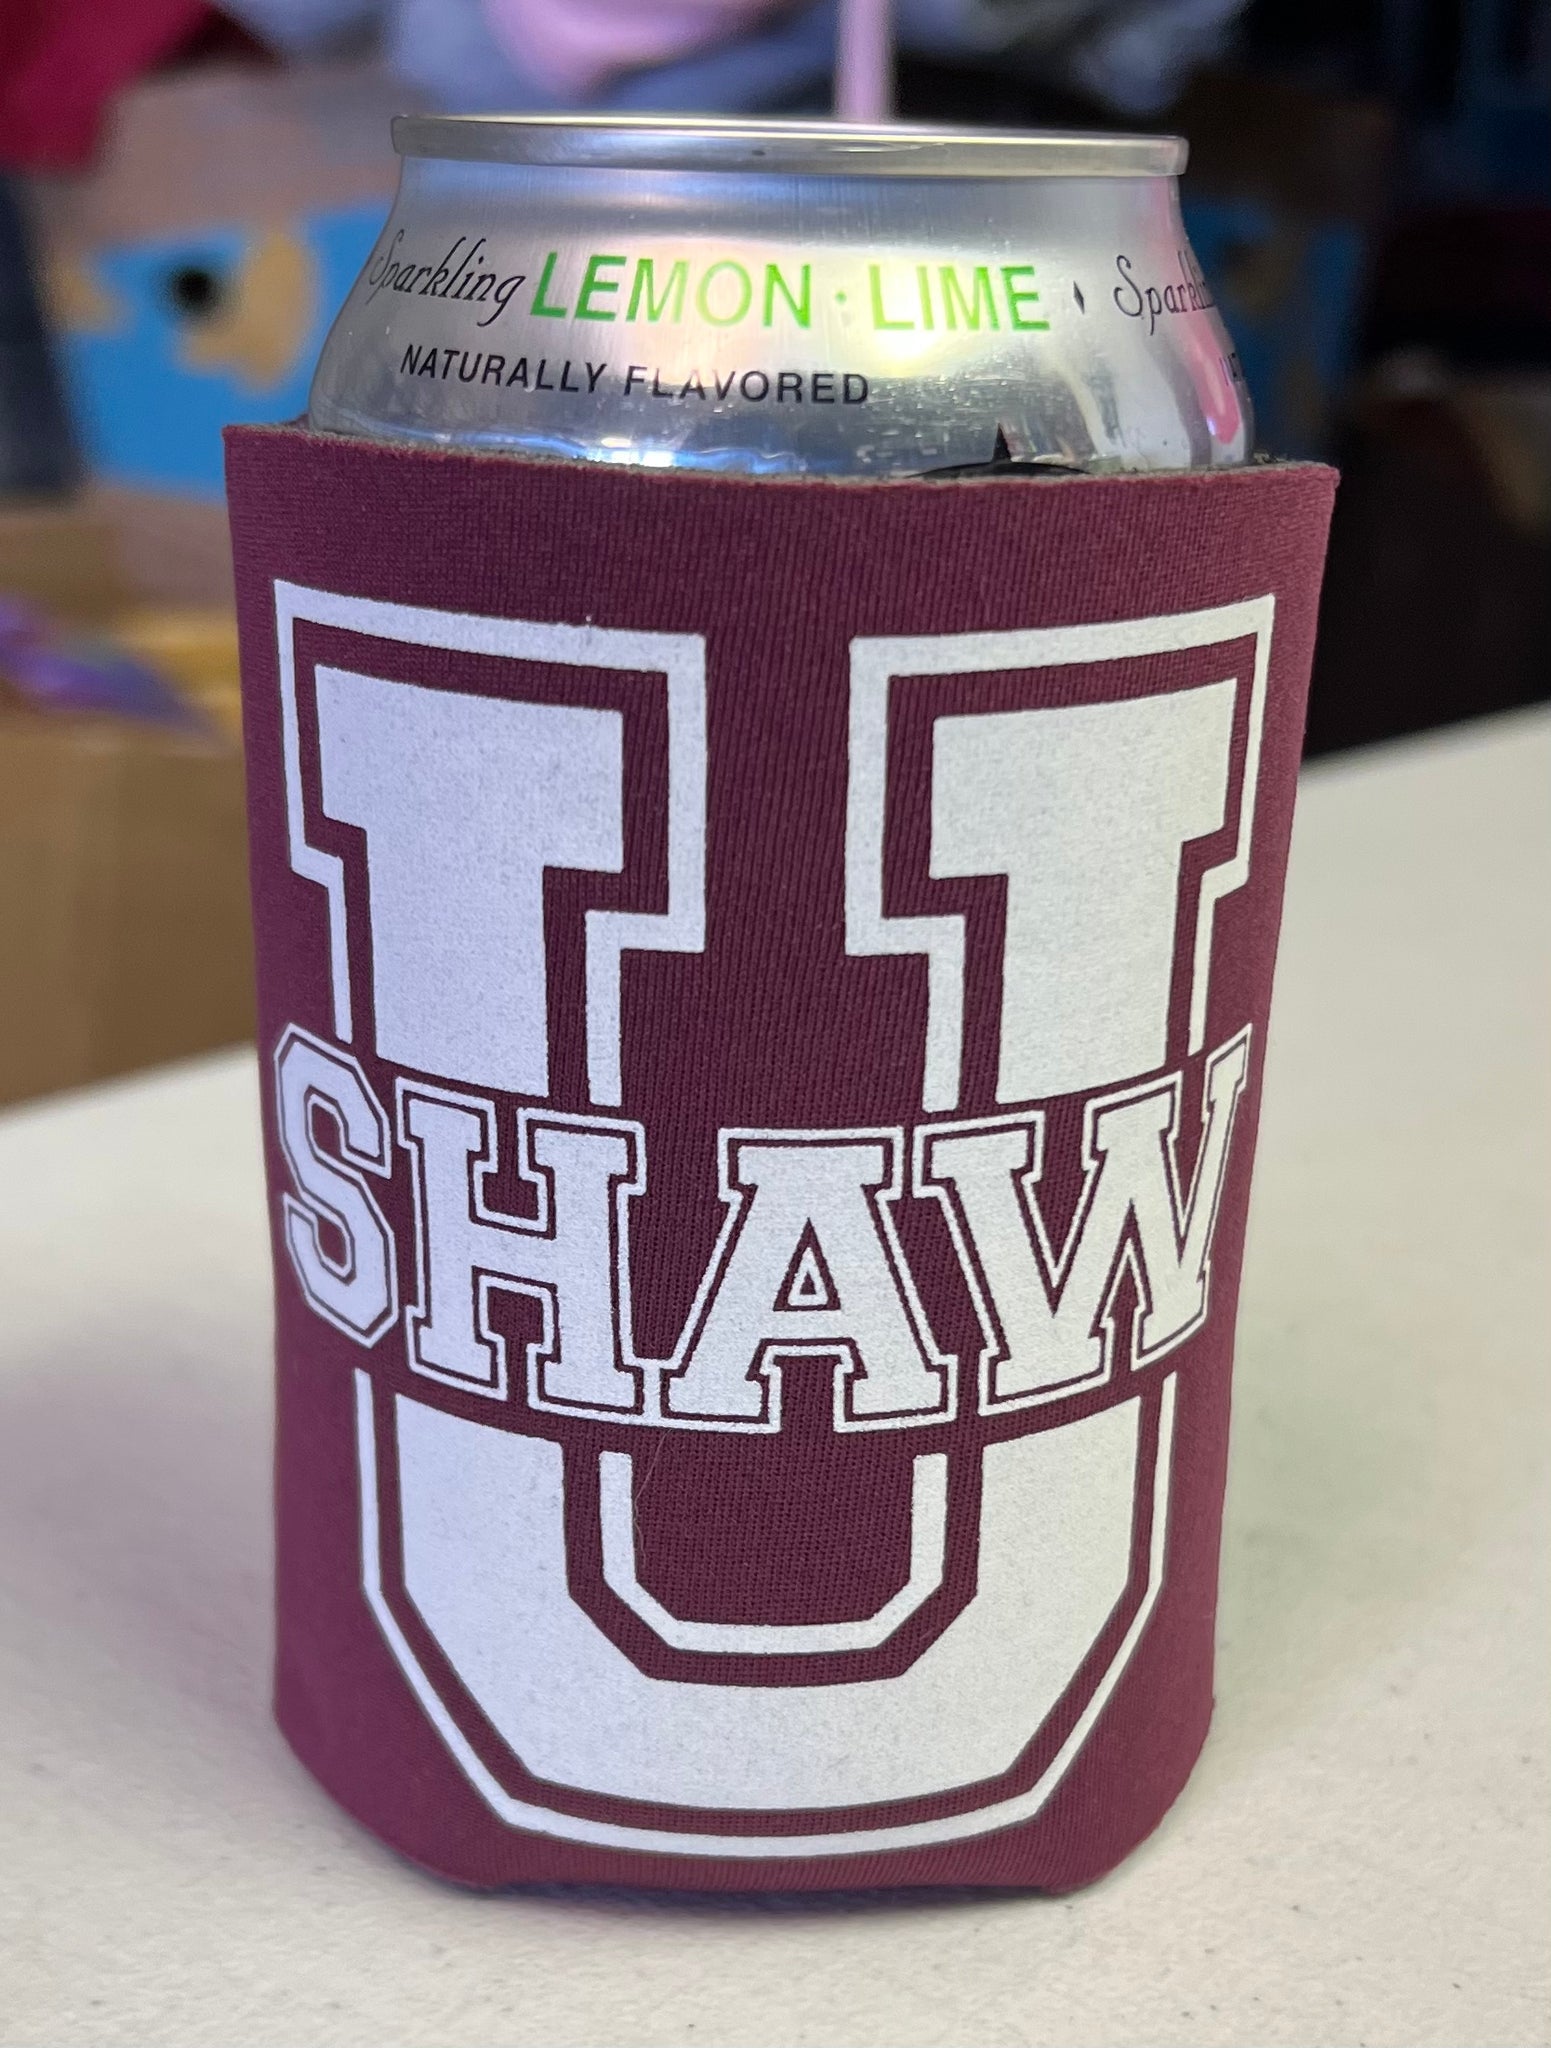 Sparkling LEMON · LIME ♦ Sparkling
NATURALLY FLAVORED
U
SHAW